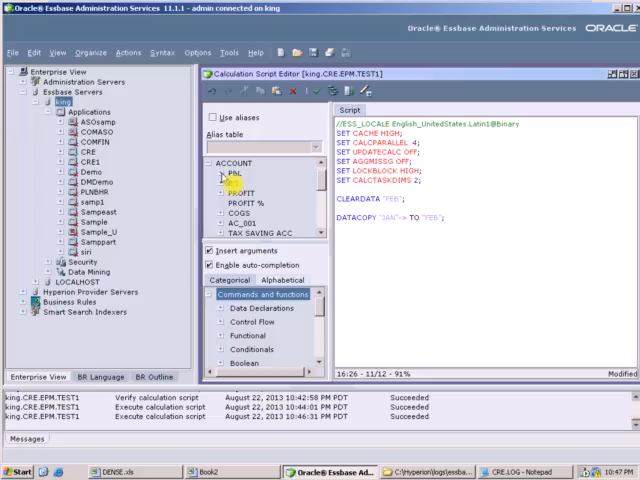 Oracle® Essbase Administration Services 11.1.1 - admin connected on king
Oracle® Essbase Administration Services ORACLE
File Edit View Organize Actions Syntax Options Tools Help
Enterprise View
Administration Servers
Essbase Servers
king
Applications
ASOsamp
COMASO
COMFIN
CRE
CRE1
Demo
DMDemo
PLNBHR
samp1
Sampeast
Sample
Sample_U
Samppart
siri
Security
Data Mining
LOCALHOST
Hyperion Provider Servers
Business Rules
Smart Search Indexers
Enterprise View BR Language BR Outline
Calculation Script Editor [king.CRE.EPM.TEST1]
Use aliases
Alias table
ACCOUNT
P&L
PROFIT
PROFIT %
COGS
AC_001
TAX SAVING ACC
Insert arguments
Enable auto-completion
Categorical Alphabetical
Commands and functions
Data Declarations
Control Flow
Functional
Conditionals
Boolean
Script
//ESS_LOCALE English_UnitedStates.Latin1@Binary
SET CACHE HIGH;
SET CALCPARALLEL 4;
SET UPDATECALC OFF;
SET AGGMISSG OFF;
SET LOCKBLOCK HIGH;
SET CALCTASKDIMS 2;
CLEARDATA "FEB";
DATACOPY "JAN"-> TO "FEB";
16:26 - 11/12 - 91% Modified
king.CRE.EPM.TEST1 Verify calculation script August 22, 2013 10:42:58 PM PDT Succeeded
king.CRE.EPM.TEST1 Execute calculation script August 22, 2013 10:44:01 PM PDT Succeeded
king.CRE.EPM.TEST1 Execute calculation script August 22, 2013 10:46:31 PM PDT Succeeded
Messages
Start DENSE.xls Book2 Oracle® Essbase Ad... C:\Hyperion\logs\essba... CRE.LOG - Notepad 10:47 PM